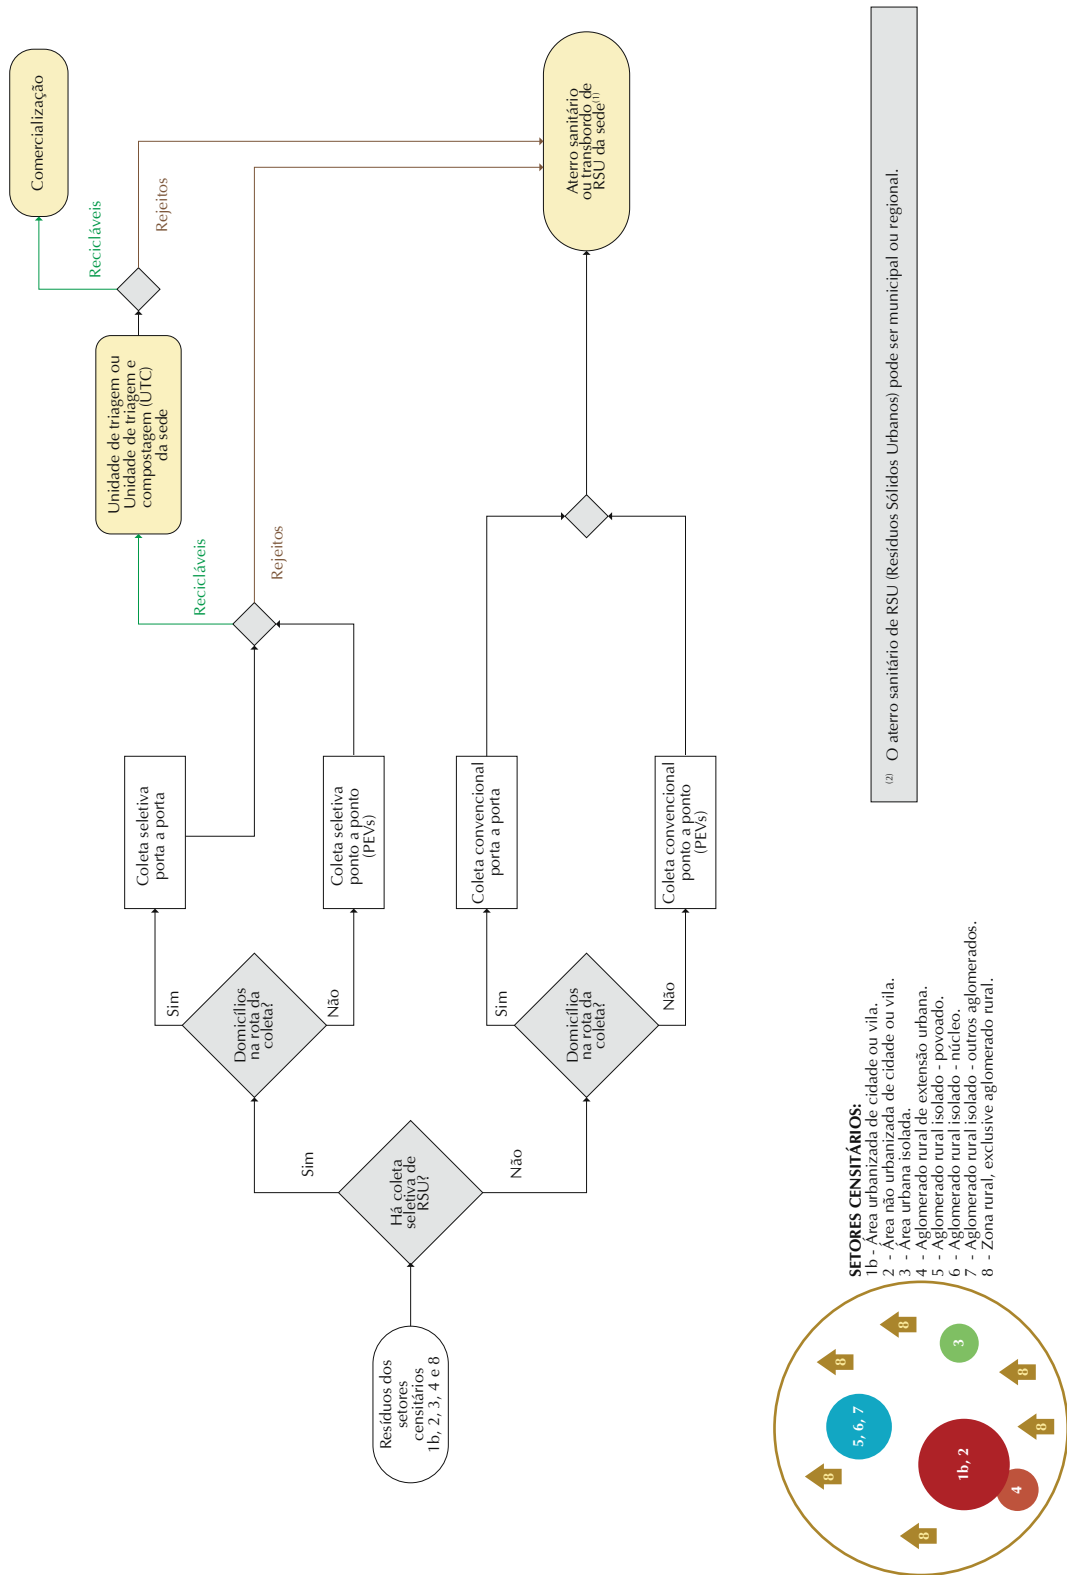 Resíduos dos
setores
censitários
1b, 2, 3, 4 e 8
Há coleta
seletiva de
RSU?
Sim
Não
Domicílios
na rota da
coleta?
Sim
Não
Coleta seletiva
porta a porta
Coleta seletiva
ponto a ponto
(PEVs)
Recicláveis
Rejeitos
Unidade de triagem ou
Unidade de triagem e
compostagem (UTC)
da sede
Recicláveis
Rejeitos
Comercialização
Domicílios
na rota da
coleta?
Sim
Não
Coleta convencional
porta a porta
Coleta convencional
ponto a ponto
(PEVs)
Aterro sanitário
ou transbordo de
RSU da sede(1)
8
8
8
8
8
8
8
5, 6, 7
1b, 2
3
4
SETORES CENSITÁRIOS:
1b - Área urbanizada de cidade ou vila.
2 - Área não urbanizada de cidade ou vila.
3 - Área urbana isolada.
4 - Aglomerado rural de extensão urbana.
5 - Aglomerado rural isolado - povoado.
6 - Aglomerado rural isolado - núcleo.
7 - Aglomerado rural isolado - outros aglomerados.
8 - Zona rural, exclusive aglomerado rural.
(2) O aterro sanitário de RSU (Resíduos Sólidos Urbanos) pode ser municipal ou regional.